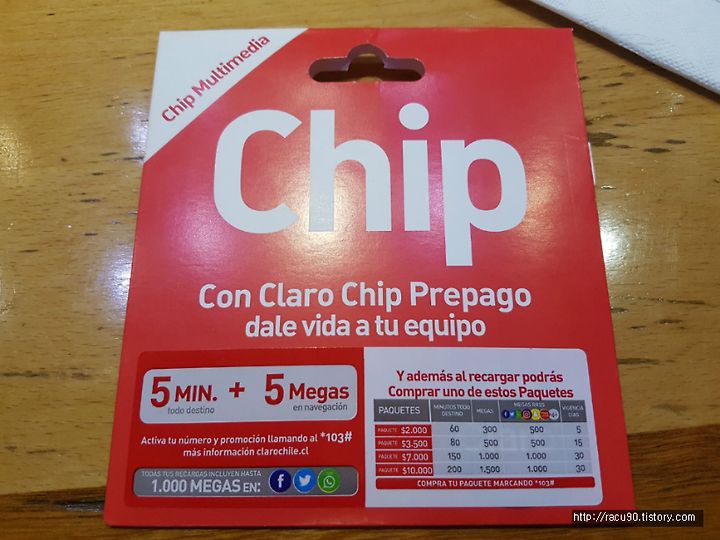 Chip Multimedia
Chip
Con Claro Chip Prepago
dale vida a tu equipo
5 MIN. + 5 Megas
todo destino en navegación
Activa tu número y promoción llamando al *103#
más información clarochile.cl
TODAS TUS RECARGAS INCLUYEN HASTA
1.000 MEGAS EN:
Y además al recargar podrás
Comprar uno de estos Paquetes
PAQUETES MINUTOS TODO DESTINO MEGAS MEGAS RRSS VIGENCIA DÍAS
PAQUETE $2.000 60 300 500 5
PAQUETE $3.500 80 500 500 15
PAQUETE $7.000 150 1.000 1.000 30
PAQUETE $10.000 200 1.500 1.000 30
COMPRA TU PAQUETE MARCANDO *103#
http://racu90.tistory.com